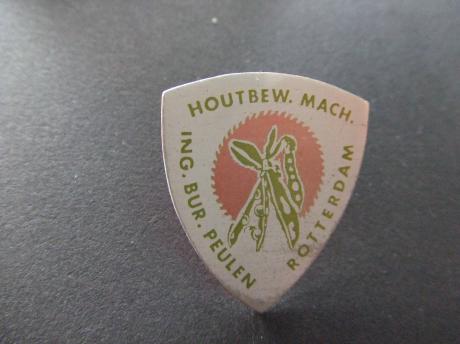 HOUTBEW. MACH.
ING. BUR. PEULEN
ROTTERDAM